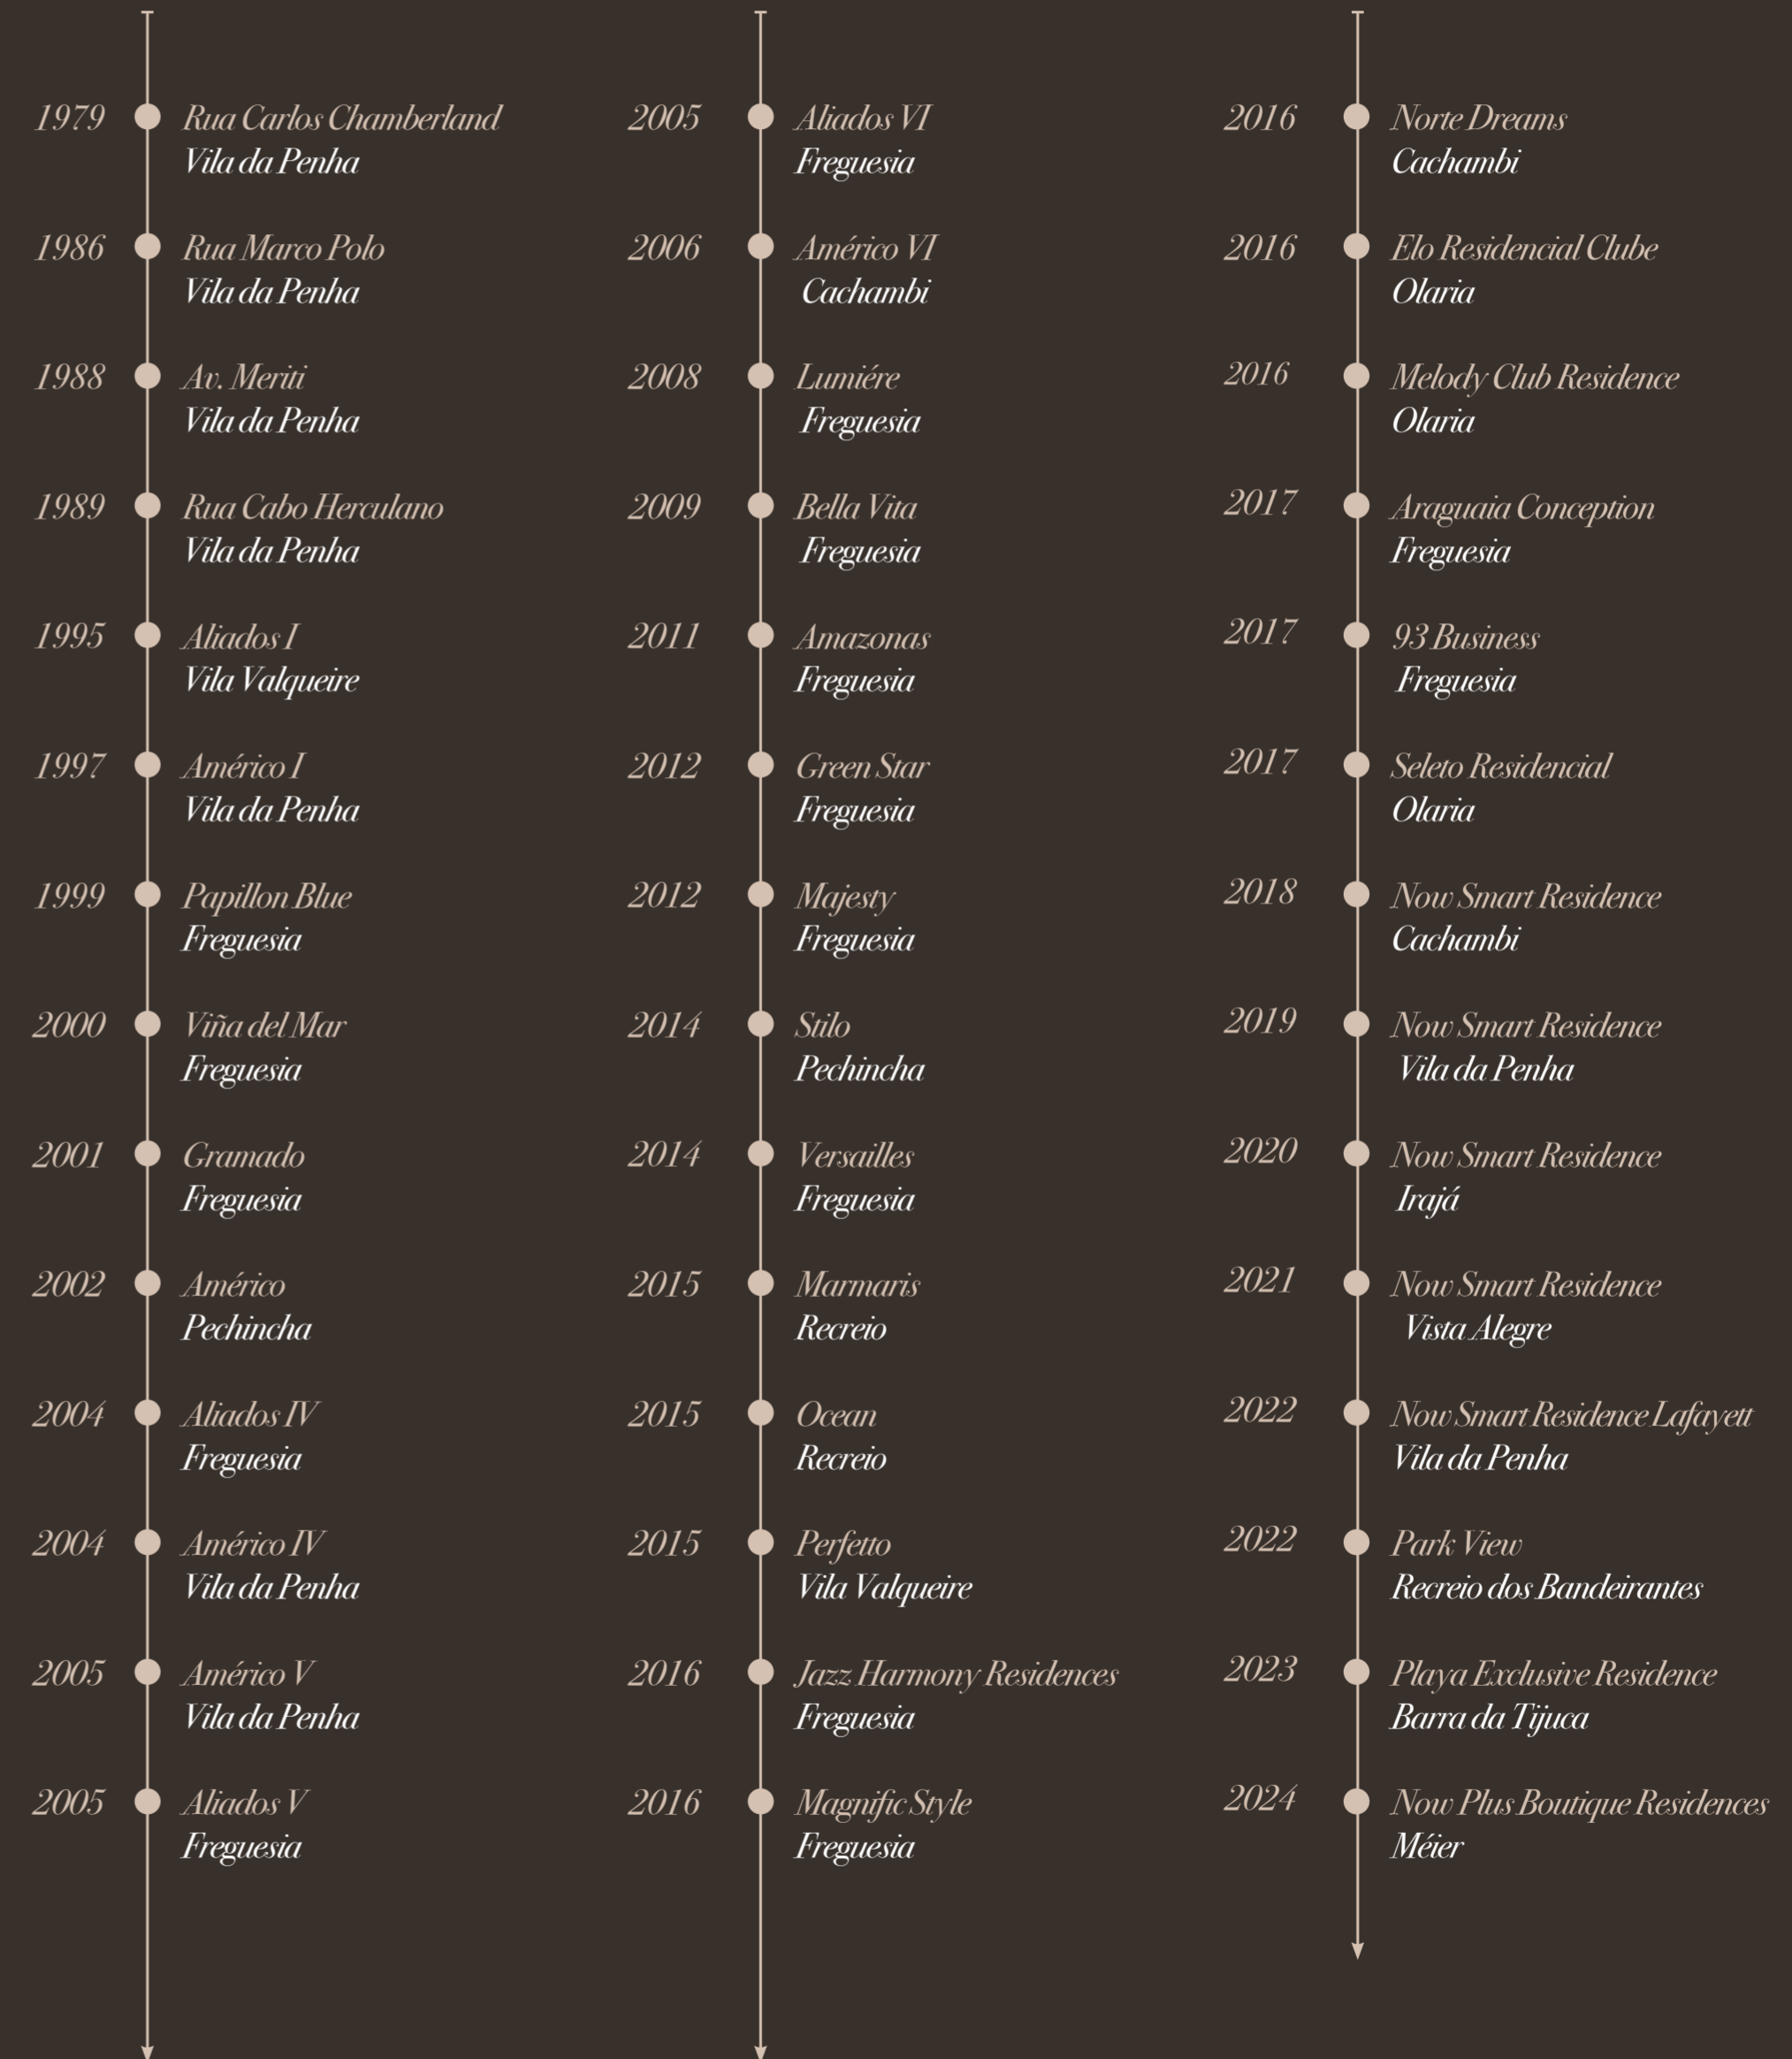 1979
Rua Carlos Chamberland
Vila da Penha
1986
Rua Marco Polo
Vila da Penha
1988
Av. Meriti
Vila da Penha
1989
Rua Cabo Herculano
Vila da Penha
1995
Aliados I
Vila Valqueire
1997
Américo I
Vila da Penha
1999
Papillon Blue
Freguesia
2000
Viña del Mar
Freguesia
2001
Gramado
Freguesia
2002
Américo
Pechincha
2004
Aliados IV
Freguesia
2004
Américo IV
Vila da Penha
2005
Américo V
Vila da Penha
2005
Aliados V
Freguesia
2005
Aliados VI
Freguesia
2006
Américo VI
Cachambi
2008
Lumiére
Freguesia
2009
Bella Vita
Freguesia
2011
Amazonas
Freguesia
2012
Green Star
Freguesia
2012
Majesty
Freguesia
2014
Stilo
Pechincha
2014
Versailles
Freguesia
2015
Marmaris
Recreio
2015
Ocean
Recreio
2015
Perfetto
Vila Valqueire
2016
Jazz Harmony Residences
Freguesia
2016
Magnific Style
Freguesia
2016
Norte Dreams
Cachambi
2016
Elo Residencial Clube
Olaria
2016
Melody Club Residence
Olaria
2017
Araguaia Conception
Freguesia
2017
93 Business
Freguesia
2017
Seleto Residencial
Olaria
2018
Now Smart Residence
Cachambi
2019
Now Smart Residence
Vila da Penha
2020
Now Smart Residence
Irajá
2021
Now Smart Residence
Vista Alegre
2022
Now Smart Residence Lafayett
Vila da Penha
2022
Park View
Recreio dos Bandeirantes
2023
Playa Exclusive Residence
Barra da Tijuca
2024
Now Plus Boutique Residences
Méier